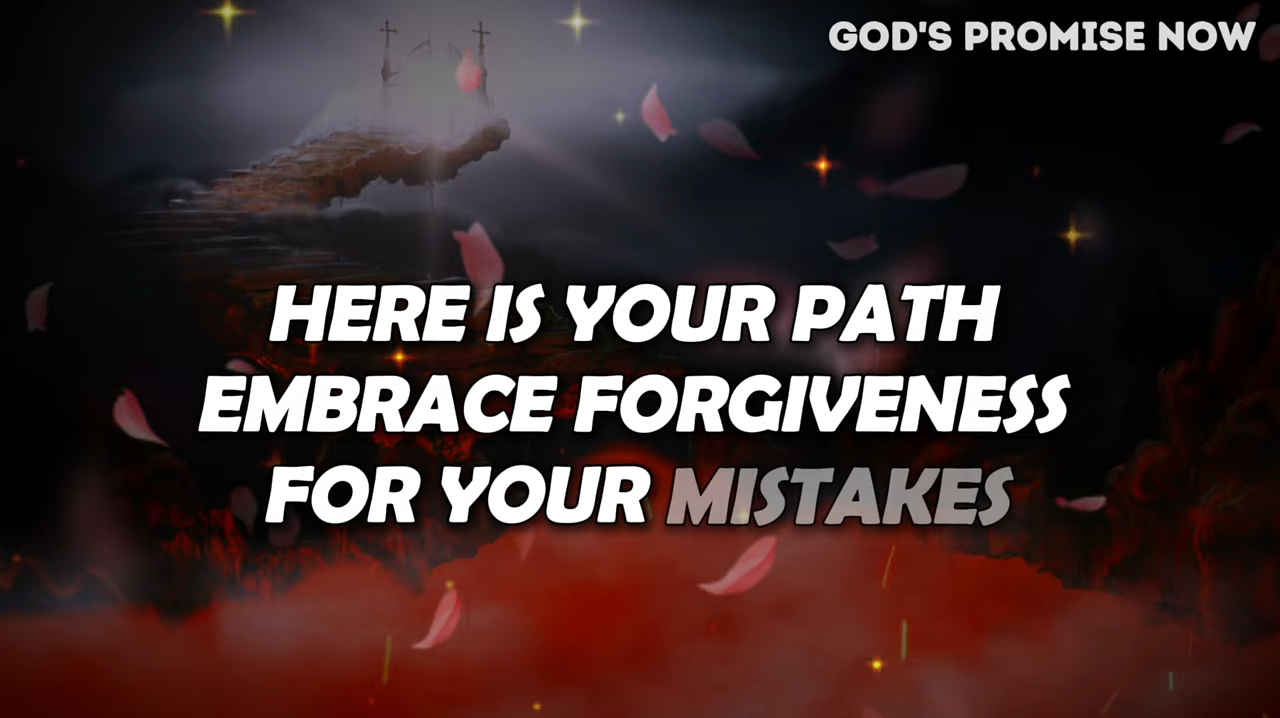 GOD'S PROMISE NOW
HERE IS YOUR PATH
EMBRACE FORGIVENESS
FOR YOUR MISTAKES